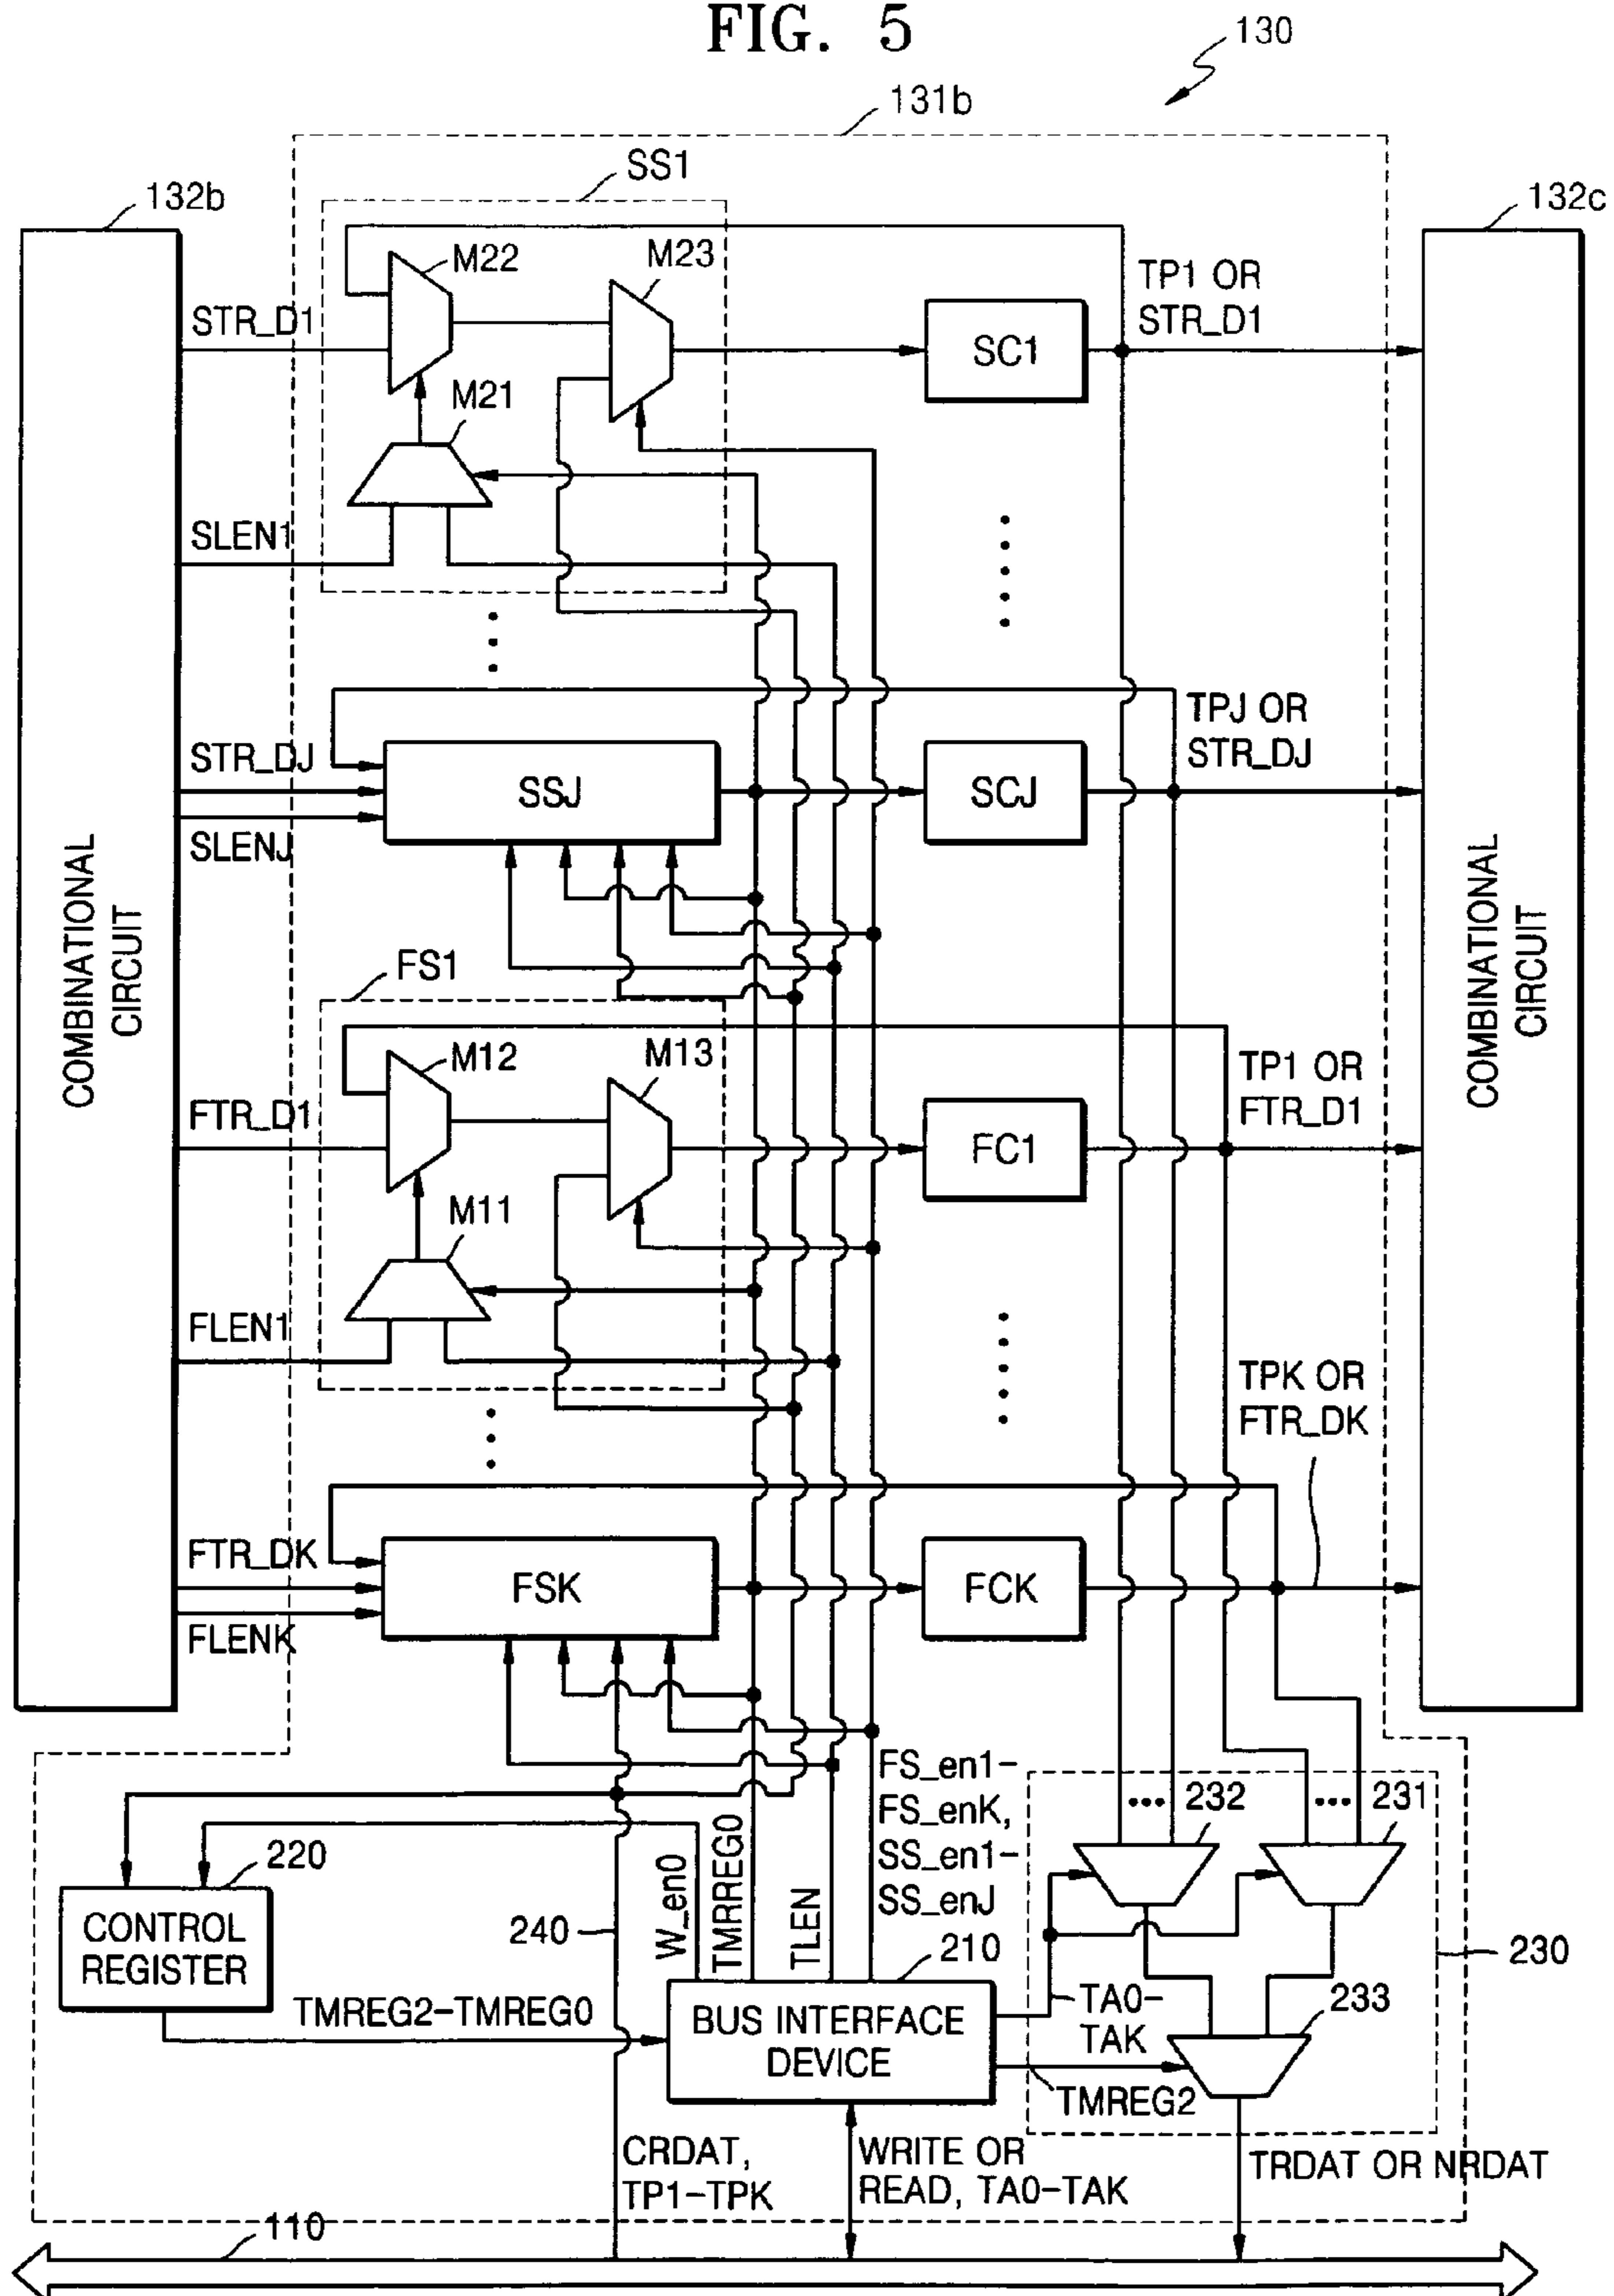 FIG. 5
130
131b
SS1
132b
132c
M22
M23
TP1 OR
STR_D1
STR_D1
SC1
M21
SLEN1
TPJ OR
STR_DJ
STR_DJ
SSJ
SCJ
SLENJ
COMBINATIONAL
CIRCUIT
COMBINATIONAL
CIRCUIT
FS1
M12
M13
TP1 OR
FTR_D1
FTR_D1
FC1
M11
FLEN1
TPK OR
FTR_DK
FTR_DK
FSK
FCK
FLENK
FS_en1-
FS_enK,
SS_en1-
SS_enJ
232
231
220
CONTROL
REGISTER
240
W_en0
TMRREG0
TLEN
210
230
TMREG2-TMREG0
BUS INTERFACE
DEVICE
TA0-
TAK
233
TMREG2
CRDAT,
TP1-TPK
WRITE OR
READ, TA0-TAK
TRDAT OR NRDAT
110